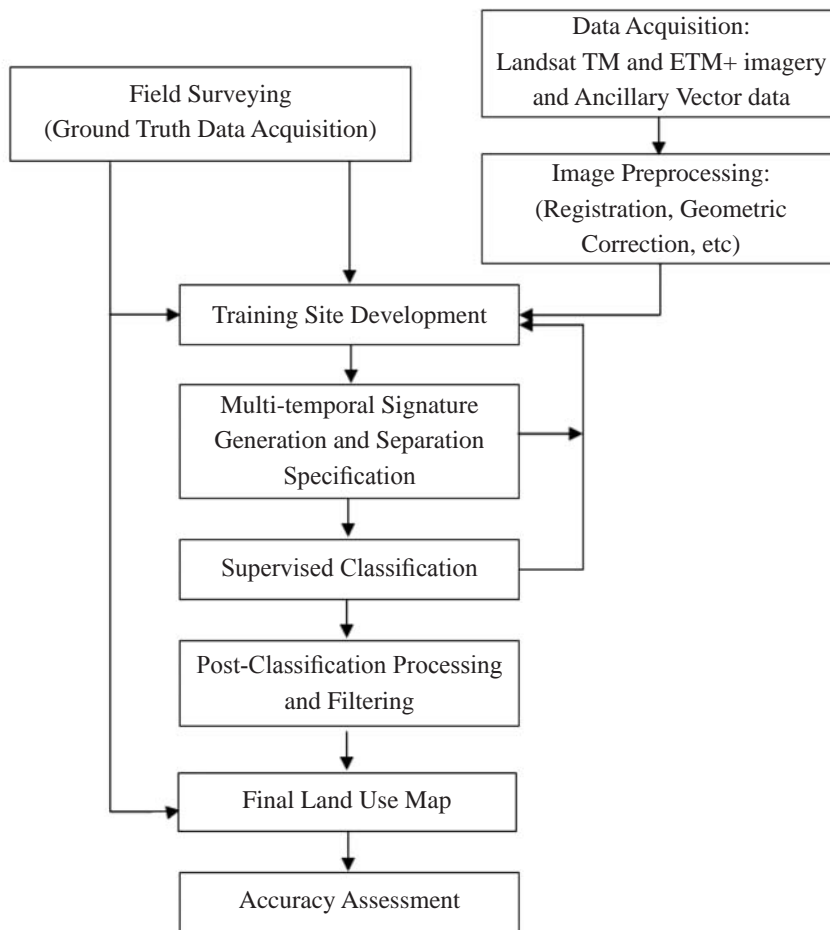 Data Acquisition:
Landsat TM and ETM+ imagery
and Ancillary Vector data
Field Surveying
(Ground Truth Data Acquisition)
Image Preprocessing:
(Registration, Geometric
Correction, etc)
Training Site Development
Multi-temporal Signature
Generation and Separation
Specification
Supervised Classification
Post-Classification Processing
and Filtering
Final Land Use Map
Accuracy Assessment